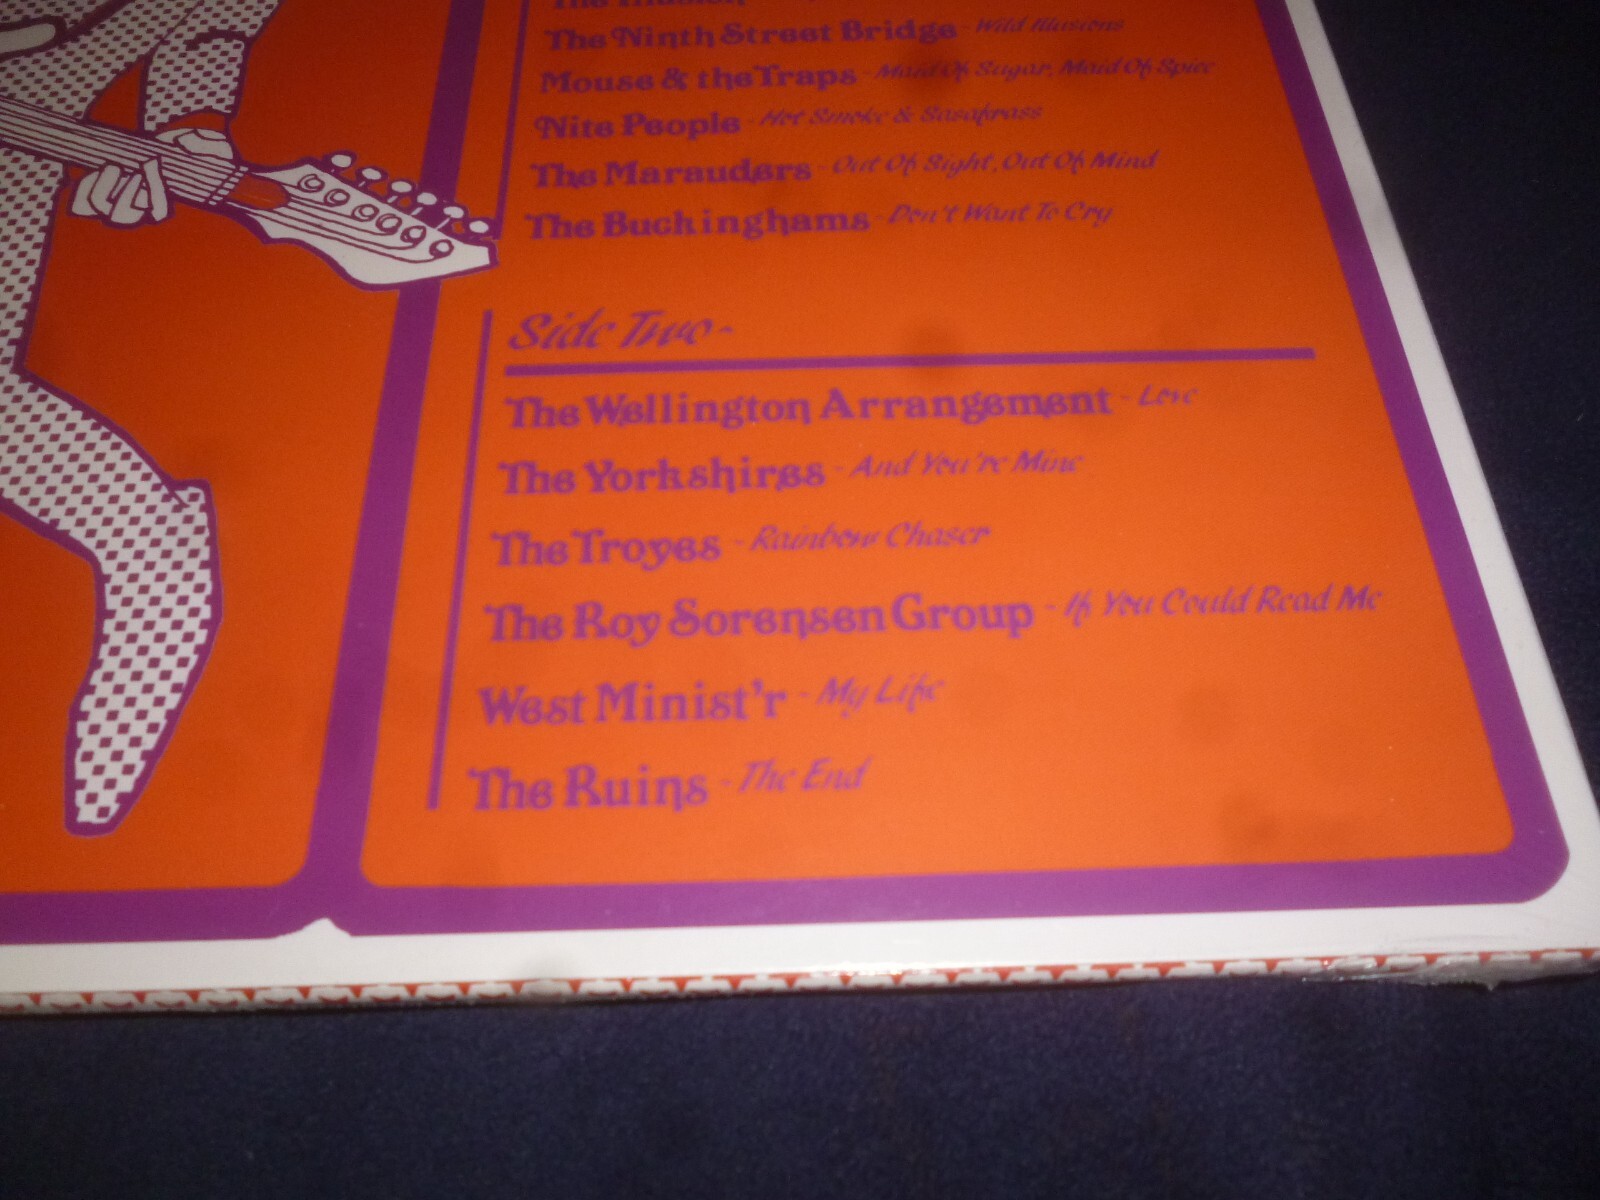 The Ninth Street Bridge - Wild Illusions
Mouse & the Traps - Maid Of Sugar, Maid Of Spice
Nite People - Hot Smoke & Sasafrass
The Marauders - Out Of Sight, Out Of Mind
The Buckinghams - Don't Want To Cry
Side Two -
The Wellington Arrangement - Love
The Yorkshires - And You're Mine
The Troyes - Rainbow Chaser
The Roy Sorensen Group - If You Could Read Me
West Minist'r - My Life
The Ruins - The End